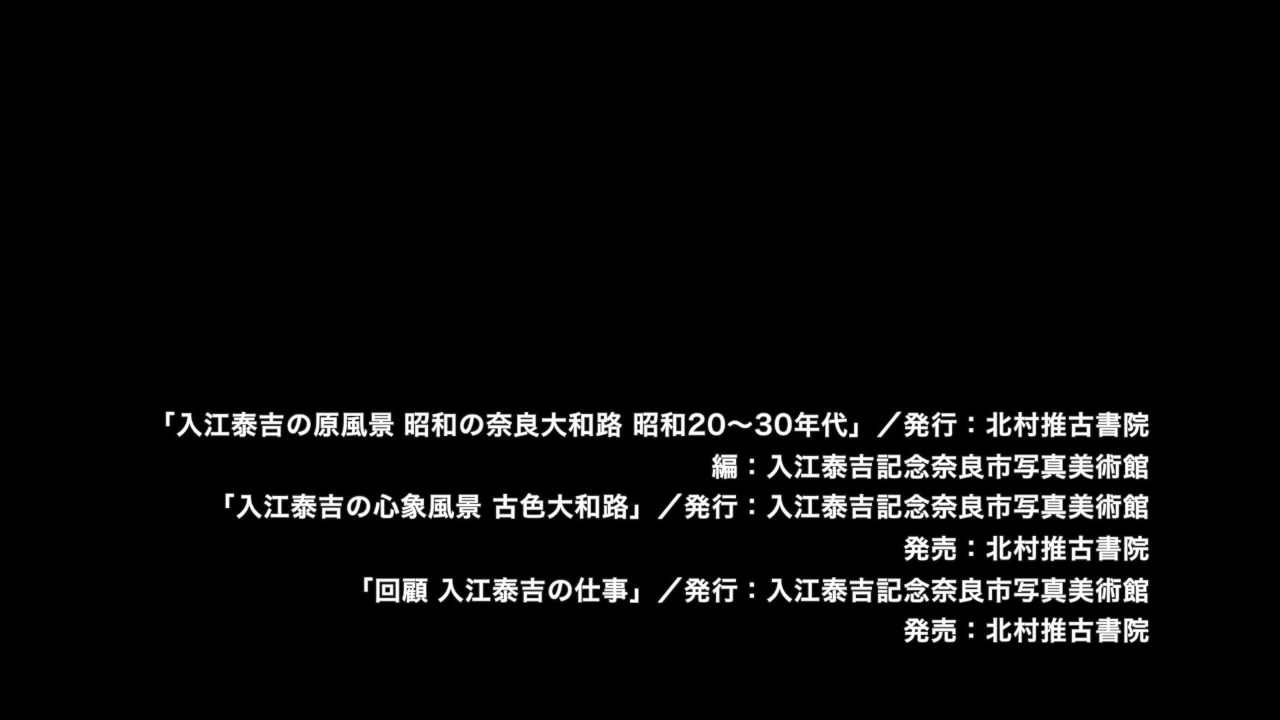 「入江泰吉の原風景 昭和の奈良大和路 昭和20〜30年代」／発行：北村推古書院
編：入江泰吉記念奈良市写真美術館
「入江泰吉の心象風景 古色大和路」／発行：入江泰吉記念奈良市写真美術館
発売：北村推古書院
「回顧 入江泰吉の仕事」／発行：入江泰吉記念奈良市写真美術館
発売：北村推古書院